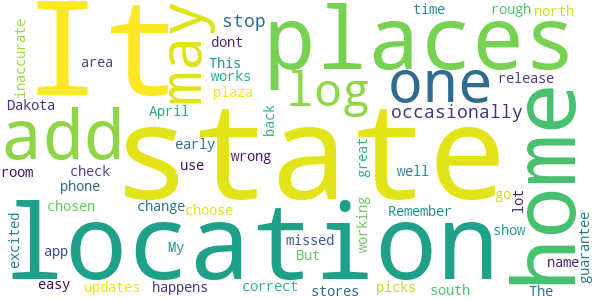 It
places
may
stop
time
rough
north
dont
inaccurate
area
This
works
log
one
release
plaza
occasionally
Dakota
April
back
add
state
home
early
room
check
use
wrong
great
well
phone
go
lot
chosen
change
choose
Remember
location
excited
app
My
missed
But
working
show
name
guarantee
easy
updates
happens
correct
stores
picks
south
The